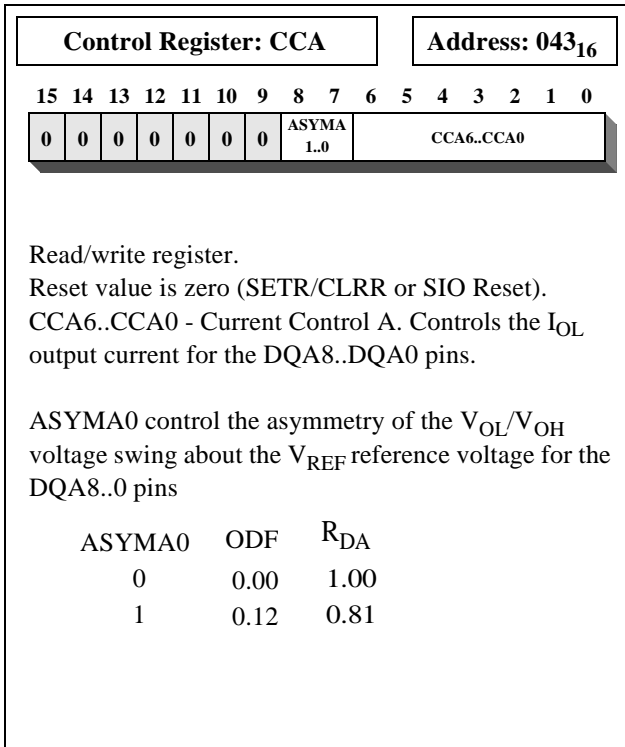 Control Register: CCA
Address: 043₁₆
15 14 13 12 11 10 9 8 7 6 5 4 3 2 1 0
0 0 0 0 0 0 0 ASYMA 1..0 CCA6..CCA0
Read/write register.
Reset value is zero (SETR/CLRR or SIO Reset).
CCA6..CCA0 - Current Control A. Controls the I_OL
output current for the DQA8..DQA0 pins.
ASYMA0 control the asymmetry of the V_OL/V_OH
voltage swing about the V_REF reference voltage for the
DQA8..0 pins
ASYMA0 ODF R_DA
0 0.00 1.00
1 0.12 0.81